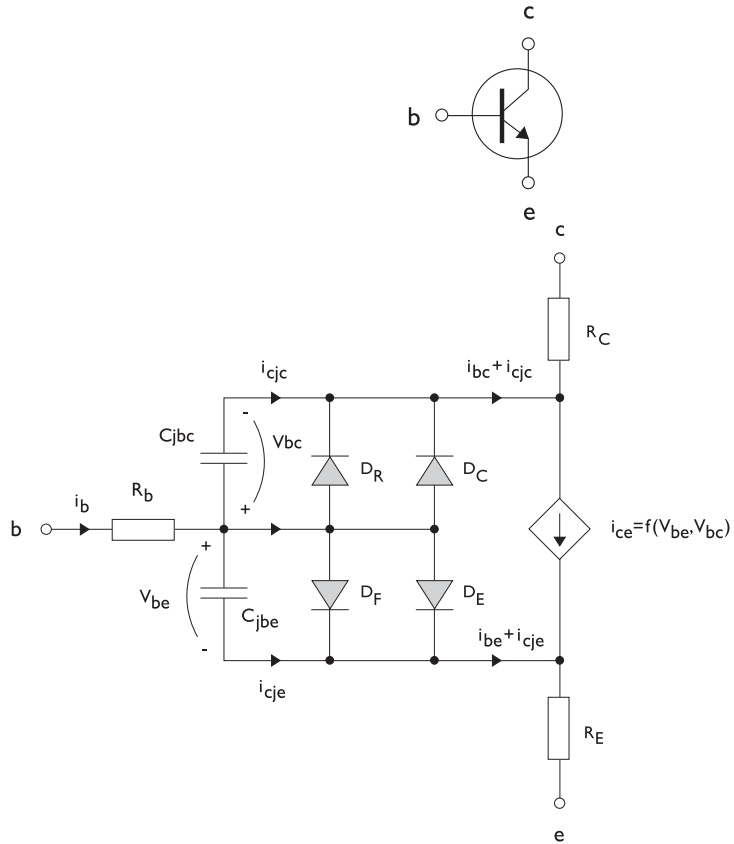 c
b
e
c
R_C
i_cjc
i_bc+i_cjc
-
C_jbc
V_bc
D_R
D_C
+
R_b
i_b
b
+
i_ce=f(V_be,V_bc)
V_be
C_jbe
D_F
D_E
-
i_be+i_cje
i_cje
R_E
e